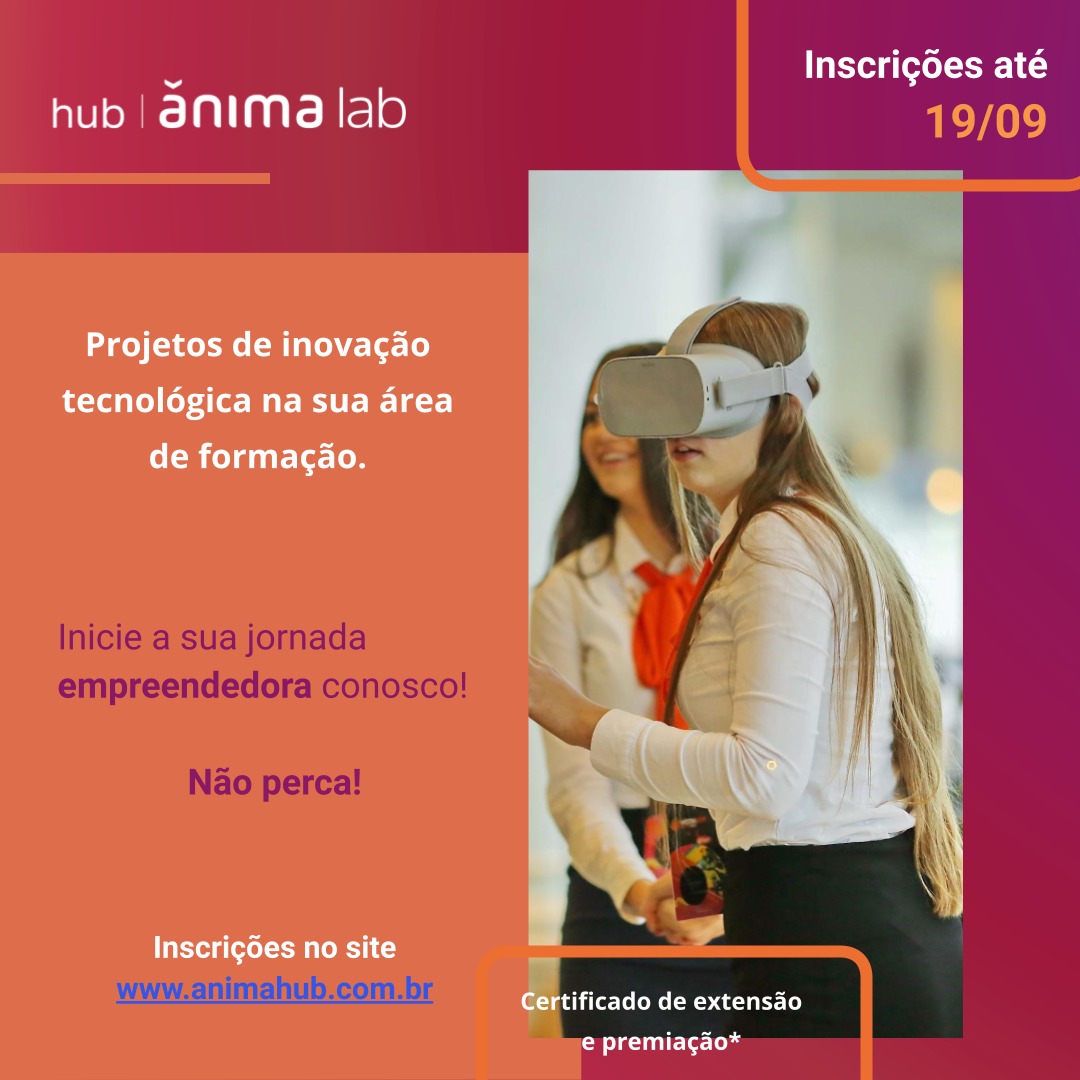 hub | ănıma lab
Inscrições até
19/09
Projetos de inovação
tecnológica na sua área
de formação.
Inicie a sua jornada
empreendedora conosco!
Não perca!
Inscrições no site
www.animahub.com.br
Certificado de extensão
e premiação*